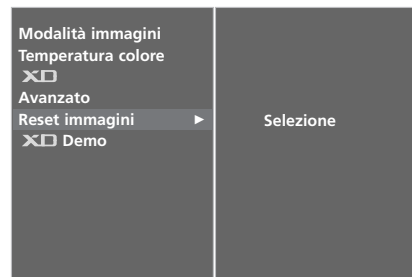 Modalità immagini
Temperatura colore
XD
Avanzato
Reset immagini ►
XD Demo
Selezione